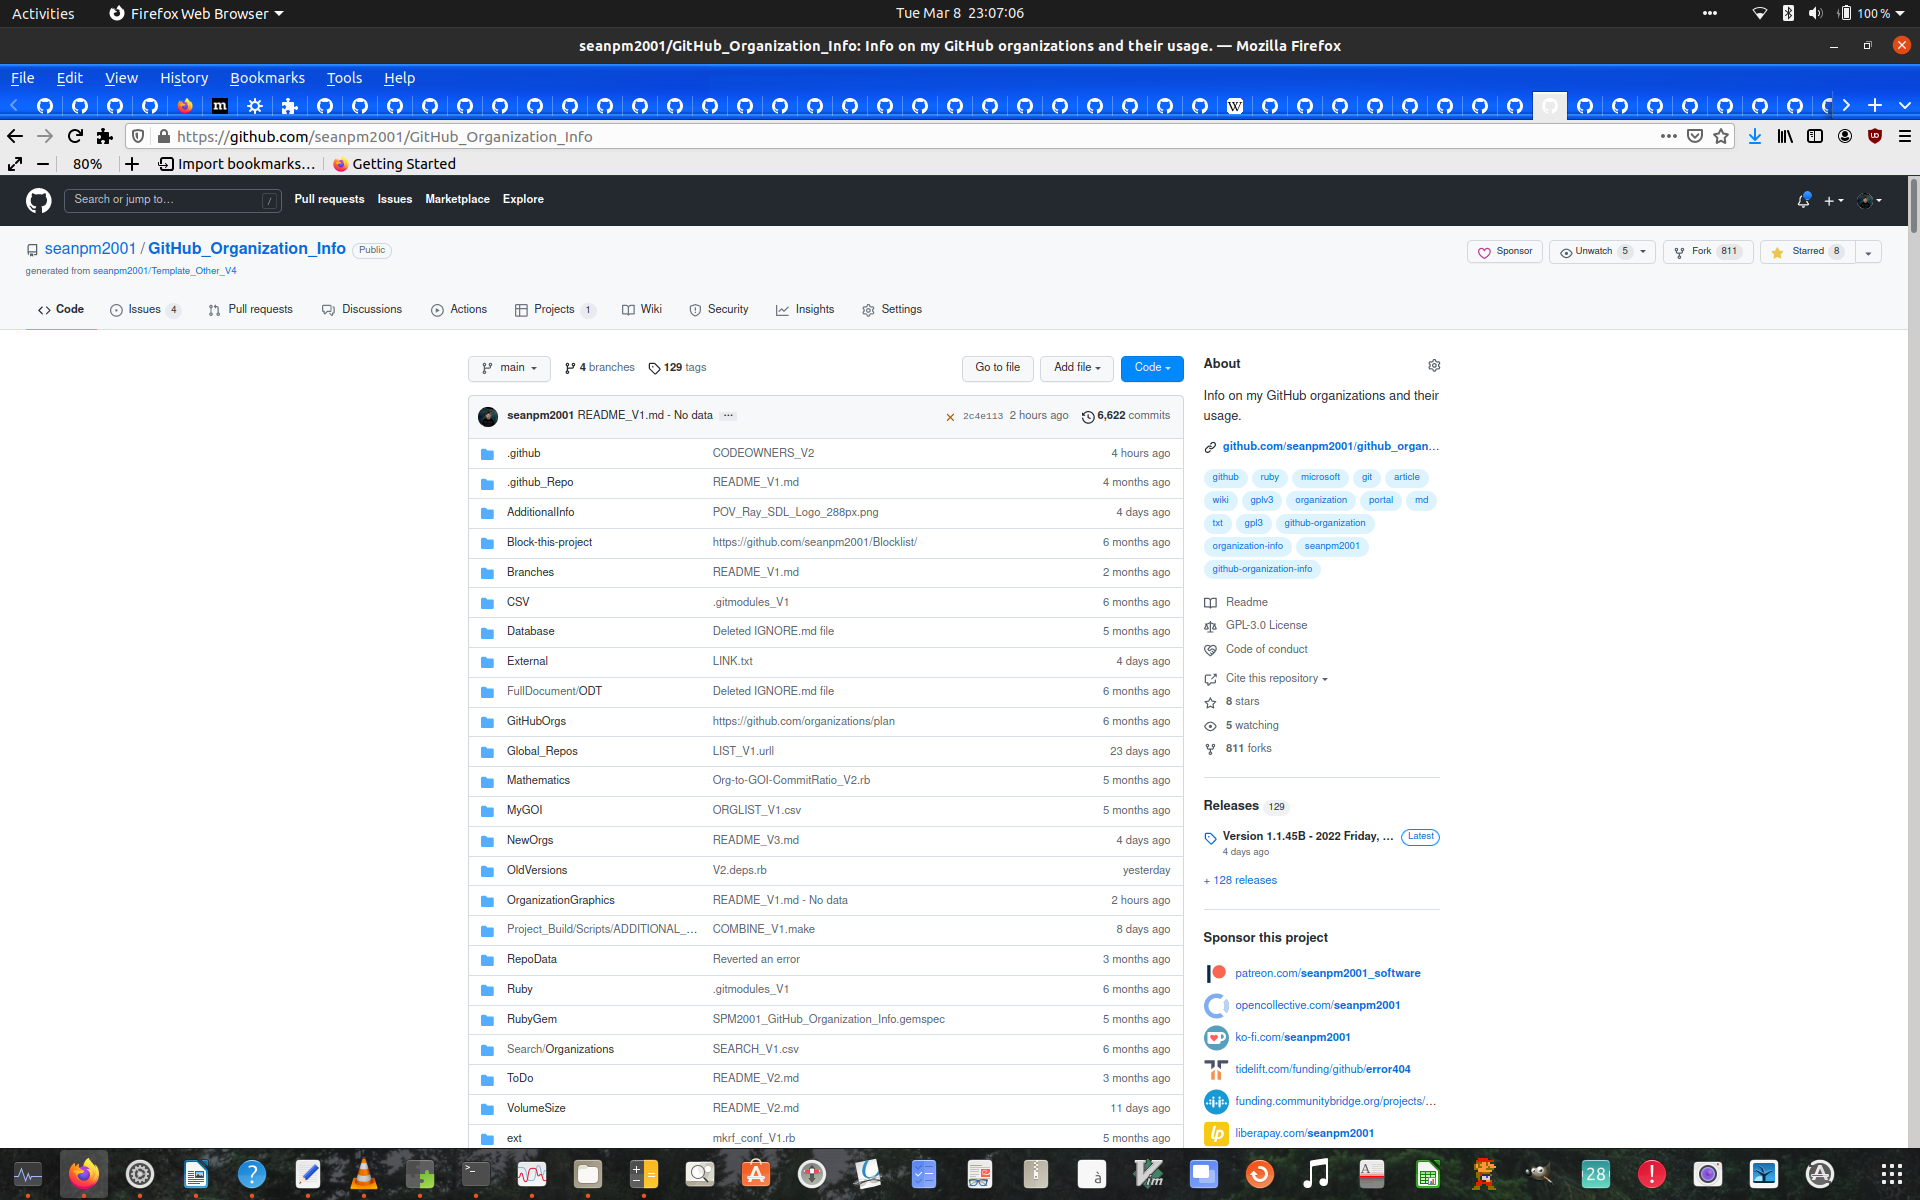 Activities Firefox Web Browser Tue Mar 8 23:07:06 100 %
seanpm2001/GitHub_Organization_Info: Info on my GitHub organizations and their usage. — Mozilla Firefox
File Edit View History Bookmarks Tools Help
https://github.com/seanpm2001/GitHub_Organization_Info
80% Import bookmarks... Getting Started
Search or jump to... / Pull requests Issues Marketplace Explore
seanpm2001 / GitHub_Organization_Info Public Sponsor Unwatch 5 Fork 811 Starred 8
generated from seanpm2001/Template_Other_V4
Code Issues 4 Pull requests Discussions Actions Projects 1 Wiki Security Insights Settings
main 4 branches 129 tags Go to file Add file Code
seanpm2001 README_V1.md - No data ... 2c4e113 2 hours ago 6,622 commits
.github CODEOWNERS_V2 4 hours ago
.github_Repo README_V1.md 4 months ago
AdditionalInfo POV_Ray_SDL_Logo_288px.png 4 days ago
Block-this-project https://github.com/seanpm2001/Blocklist/ 6 months ago
Branches README_V1.md 2 months ago
CSV .gitmodules_V1 6 months ago
Database Deleted IGNORE.md file 5 months ago
External LINK.txt 4 days ago
FullDocument/ODT Deleted IGNORE.md file 6 months ago
GitHubOrgs https://github.com/organizations/plan 6 months ago
Global_Repos LIST_V1.urll 23 days ago
Mathematics Org-to-GOI-CommitRatio_V2.rb 5 months ago
MyGOI ORGLIST_V1.csv 5 months ago
NewOrgs README_V3.md 4 days ago
OldVersions V2.deps.rb yesterday
OrganizationGraphics README_V1.md - No data 2 hours ago
Project_Build/Scripts/ADDITIONAL_... COMBINE_V1.make 8 days ago
RepoData Reverted an error 3 months ago
Ruby .gitmodules_V1 6 months ago
RubyGem SPM2001_GitHub_Organization_Info.gemspec 5 months ago
Search/Organizations SEARCH_V1.csv 6 months ago
ToDo README_V2.md 3 months ago
VolumeSize README_V2.md 11 days ago
ext mkrf_conf_V1.rb 5 months ago
About
Info on my GitHub organizations and their
usage.
github.com/seanpm2001/github_organ...
github ruby microsoft git article
wiki gplv3 organization portal md
txt gpl3 github-organization
organization-info seanpm2001
github-organization-info
Readme
GPL-3.0 License
Code of conduct
Cite this repository
8 stars
5 watching
811 forks
Releases 129
Version 1.1.45B - 2022 Friday, ... Latest
4 days ago
+ 128 releases
Sponsor this project
patreon.com/seanpm2001_software
opencollective.com/seanpm2001
ko-fi.com/seanpm2001
tidelift.com/funding/github/error404
funding.communitybridge.org/projects/...
liberapay.com/seanpm2001
28